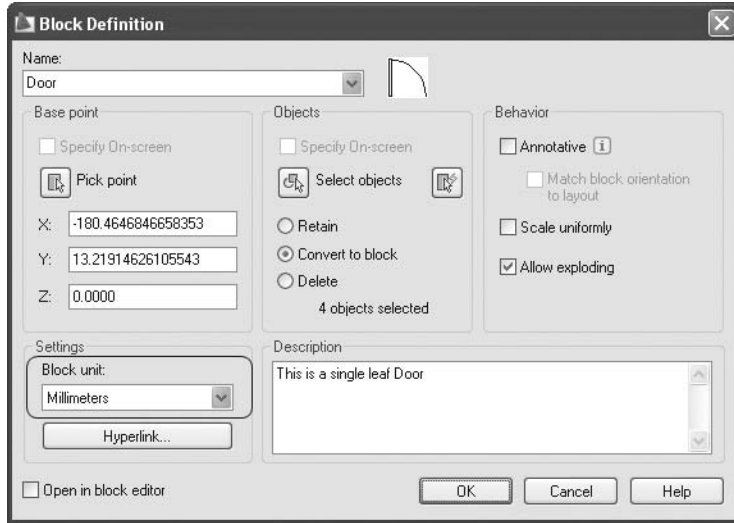 Block Definition
Name:
Door
Base point
Specify On-screen
Pick point
X: -180.4646846658353
Y: 13.21914626105543
Z: 0.0000
Objects
Specify On-screen
Select objects
Retain
Convert to block
Delete
4 objects selected
Behavior
Annotative i
Match block orientation
to layout
Scale uniformly
Allow exploding
Settings
Block unit:
Millimeters
Hyperlink...
Description
This is a single leaf Door
Open in block editor
OK
Cancel
Help